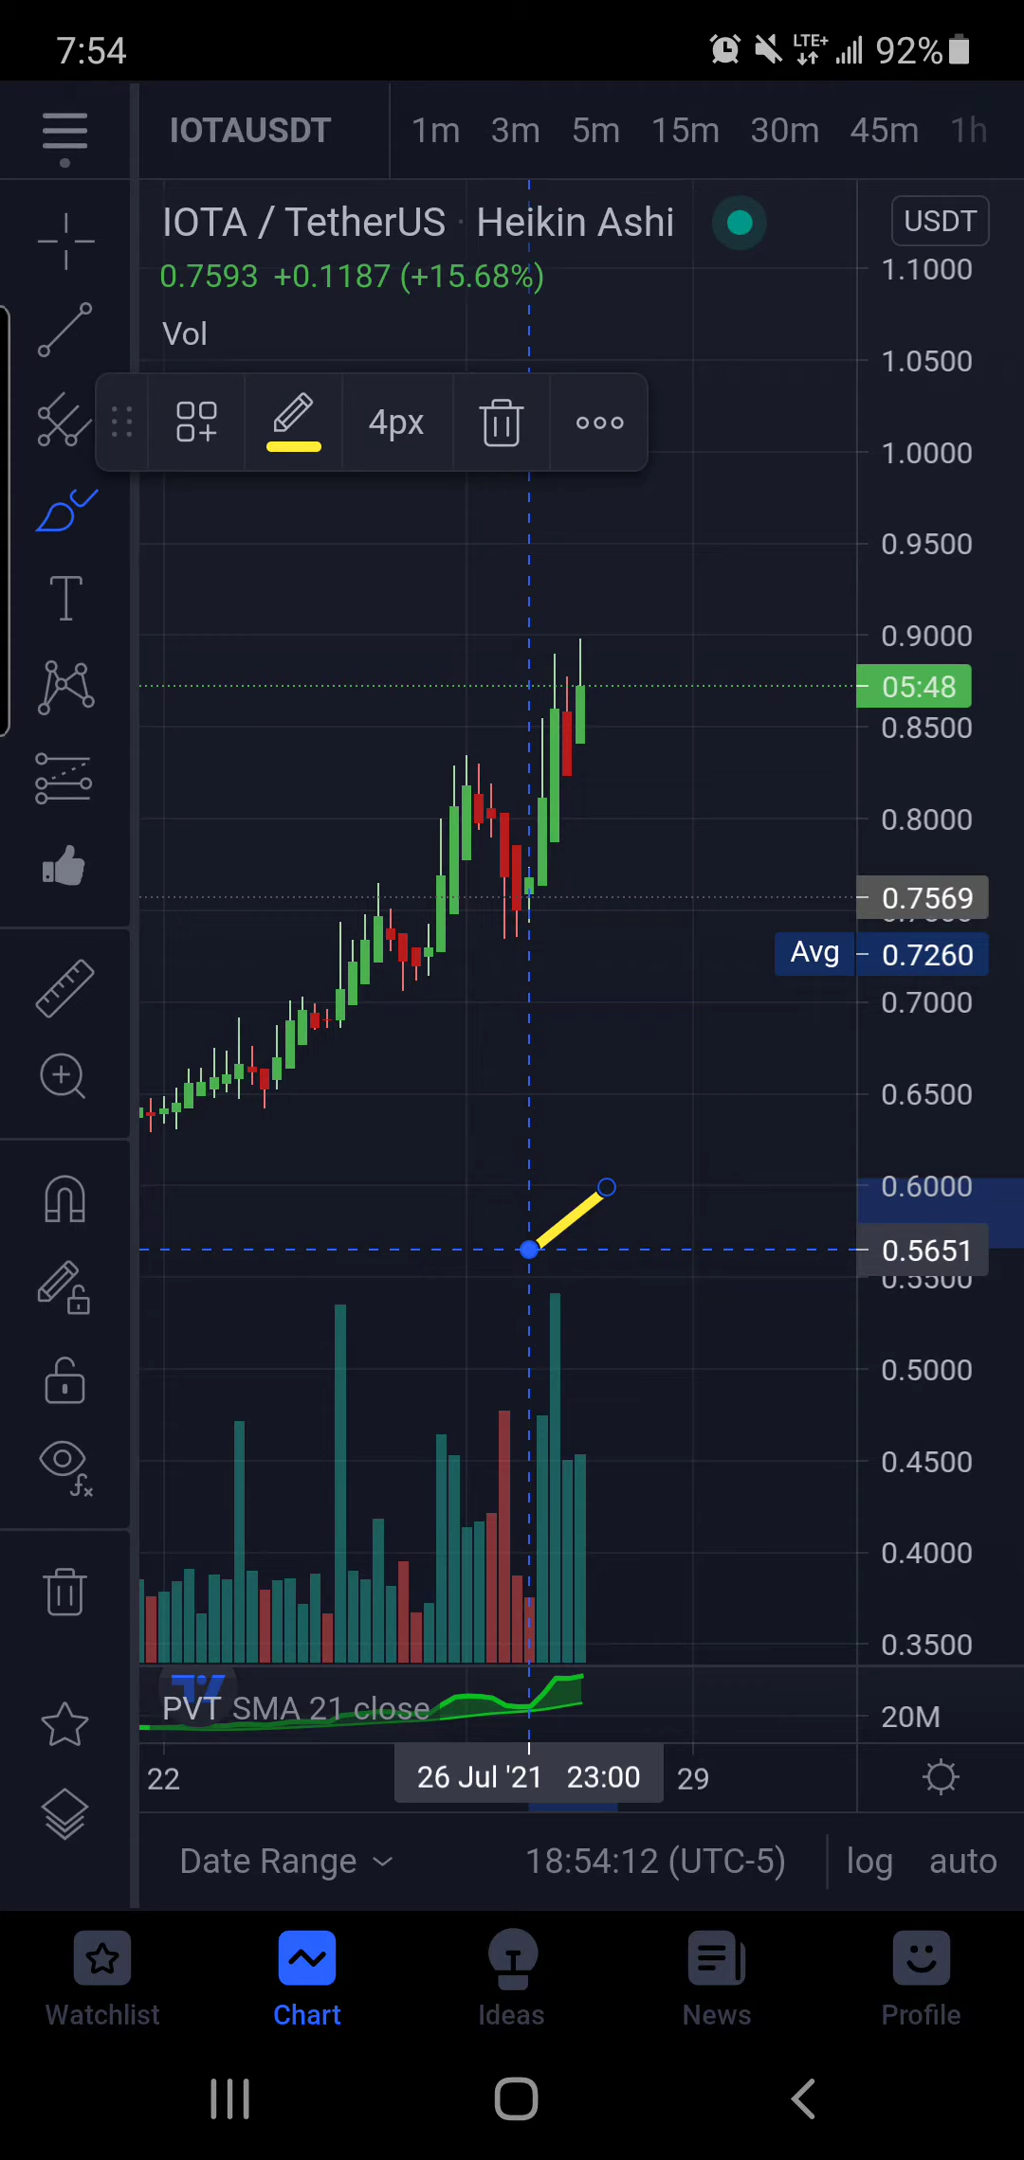 7:54 LTE+ 92%
IOTAUSDT 1m 3m 5m 15m 30m 45m 1h
IOTA / TetherUS · Heikin Ashi USDT
0.7593 +0.1187 (+15.68%)
Vol
4px
T
1.1000
1.0500
1.0000
0.9500
0.9000
05:48
0.8500
0.8000
0.7569
Avg 0.7260
0.7000
0.6500
0.6000
0.5651
0.5500
0.5000
0.4500
0.4000
0.3500
PVT SMA 21 close
20M
22 26 Jul '21 23:00 29
Date Range 18:54:12 (UTC-5) log auto
Watchlist Chart Ideas News Profile